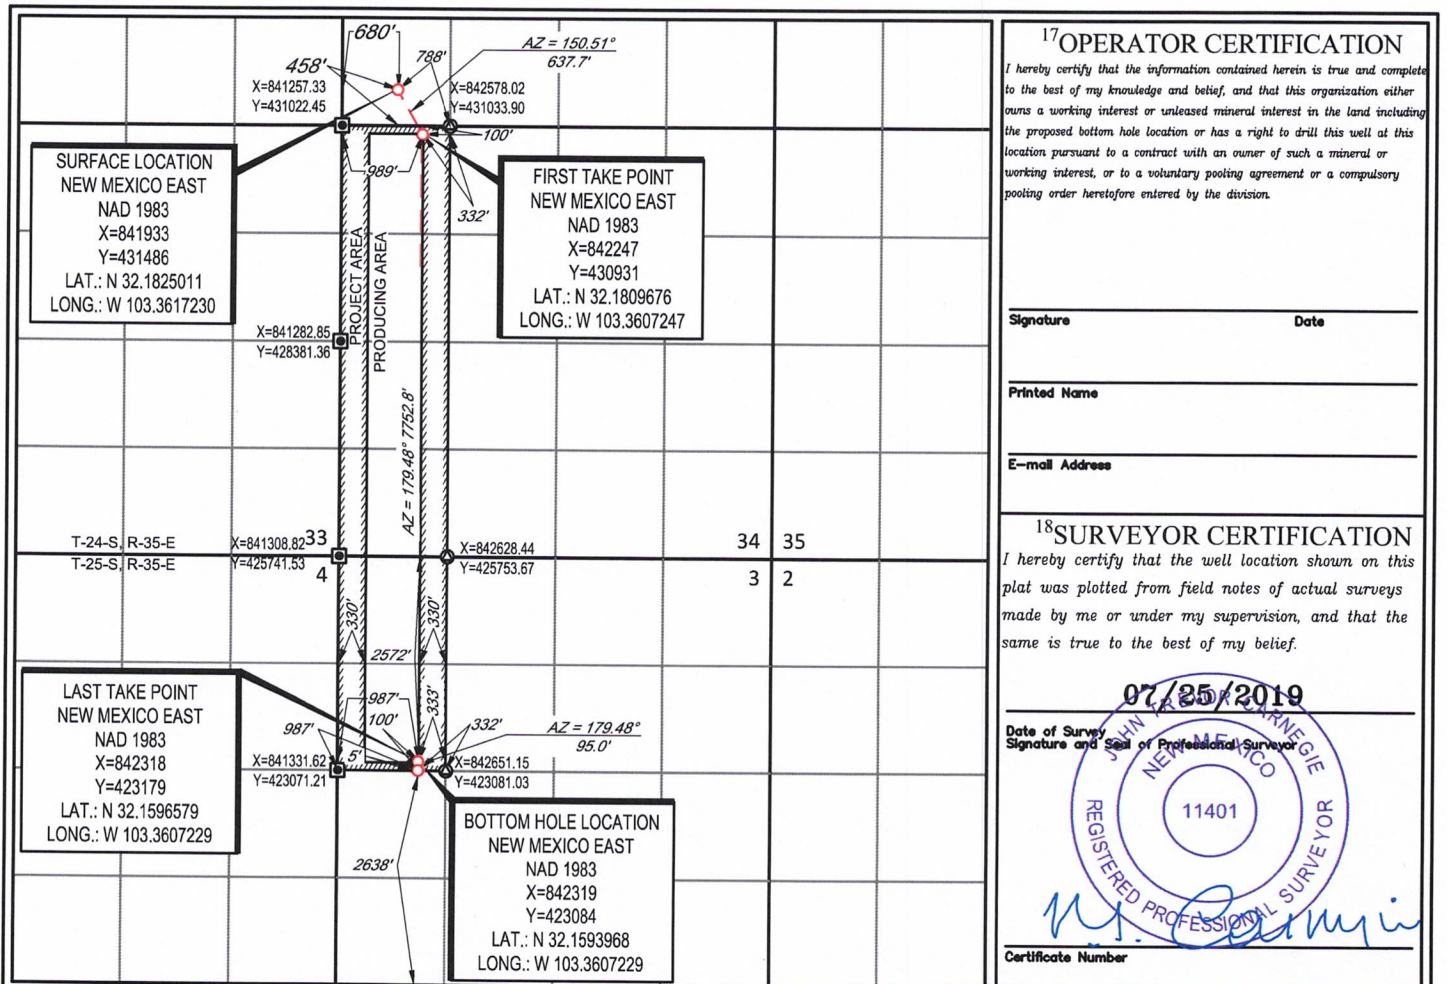 680'
AZ = 150.51°
637.7'
788'
458'
X=841257.33
Y=431022.45
X=842578.02
Y=431033.90
100'
989'
332'
SURFACE LOCATION
NEW MEXICO EAST
NAD 1983
X=841933
Y=431486
LAT.: N 32.1825011
LONG.: W 103.3617230
FIRST TAKE POINT
NEW MEXICO EAST
NAD 1983
X=842247
Y=430931
LAT.: N 32.1809676
LONG.: W 103.3607247
PROJECT AREA
PRODUCING AREA
X=841282.85
Y=428381.36
AZ = 179.48° 7752.8'
T-24-S, R-35-E
T-25-S, R-35-E
X=841308.82
Y=425741.53
33
4
X=842628.44
Y=425753.67
34
35
3
2
330'
330'
2572'
987'
333'
100'
987'
332'
5'
AZ = 179.48°
95.0'
X=841331.62
Y=423071.21
X=842651.15
Y=423081.03
LAST TAKE POINT
NEW MEXICO EAST
NAD 1983
X=842318
Y=423179
LAT.: N 32.1596579
LONG.: W 103.3607229
BOTTOM HOLE LOCATION
NEW MEXICO EAST
NAD 1983
X=842319
Y=423084
LAT.: N 32.1593968
LONG.: W 103.3607229
2638'
17OPERATOR CERTIFICATION
I hereby certify that the information contained herein is true and complete
to the best of my knowledge and belief, and that this organization either
owns a working interest or unleased mineral interest in the land including
the proposed bottom hole location or has a right to drill this well at this
location pursuant to a contract with an owner of such a mineral or
working interest, or to a voluntary pooling agreement or a compulsory
pooling order heretofore entered by the division.
Signature Date
Printed Name
E-mail Address
18SURVEYOR CERTIFICATION
I hereby certify that the well location shown on this
plat was plotted from field notes of actual surveys
made by me or under my supervision, and that the
same is true to the best of my belief.
07/25/2019
Date of Survey
Signature and Seal of Professional Surveyor
JOHN TREVOR CARNEGIE
NEW MEXICO
11401
REGISTERED PROFESSIONAL SURVEYOR
Certificate Number